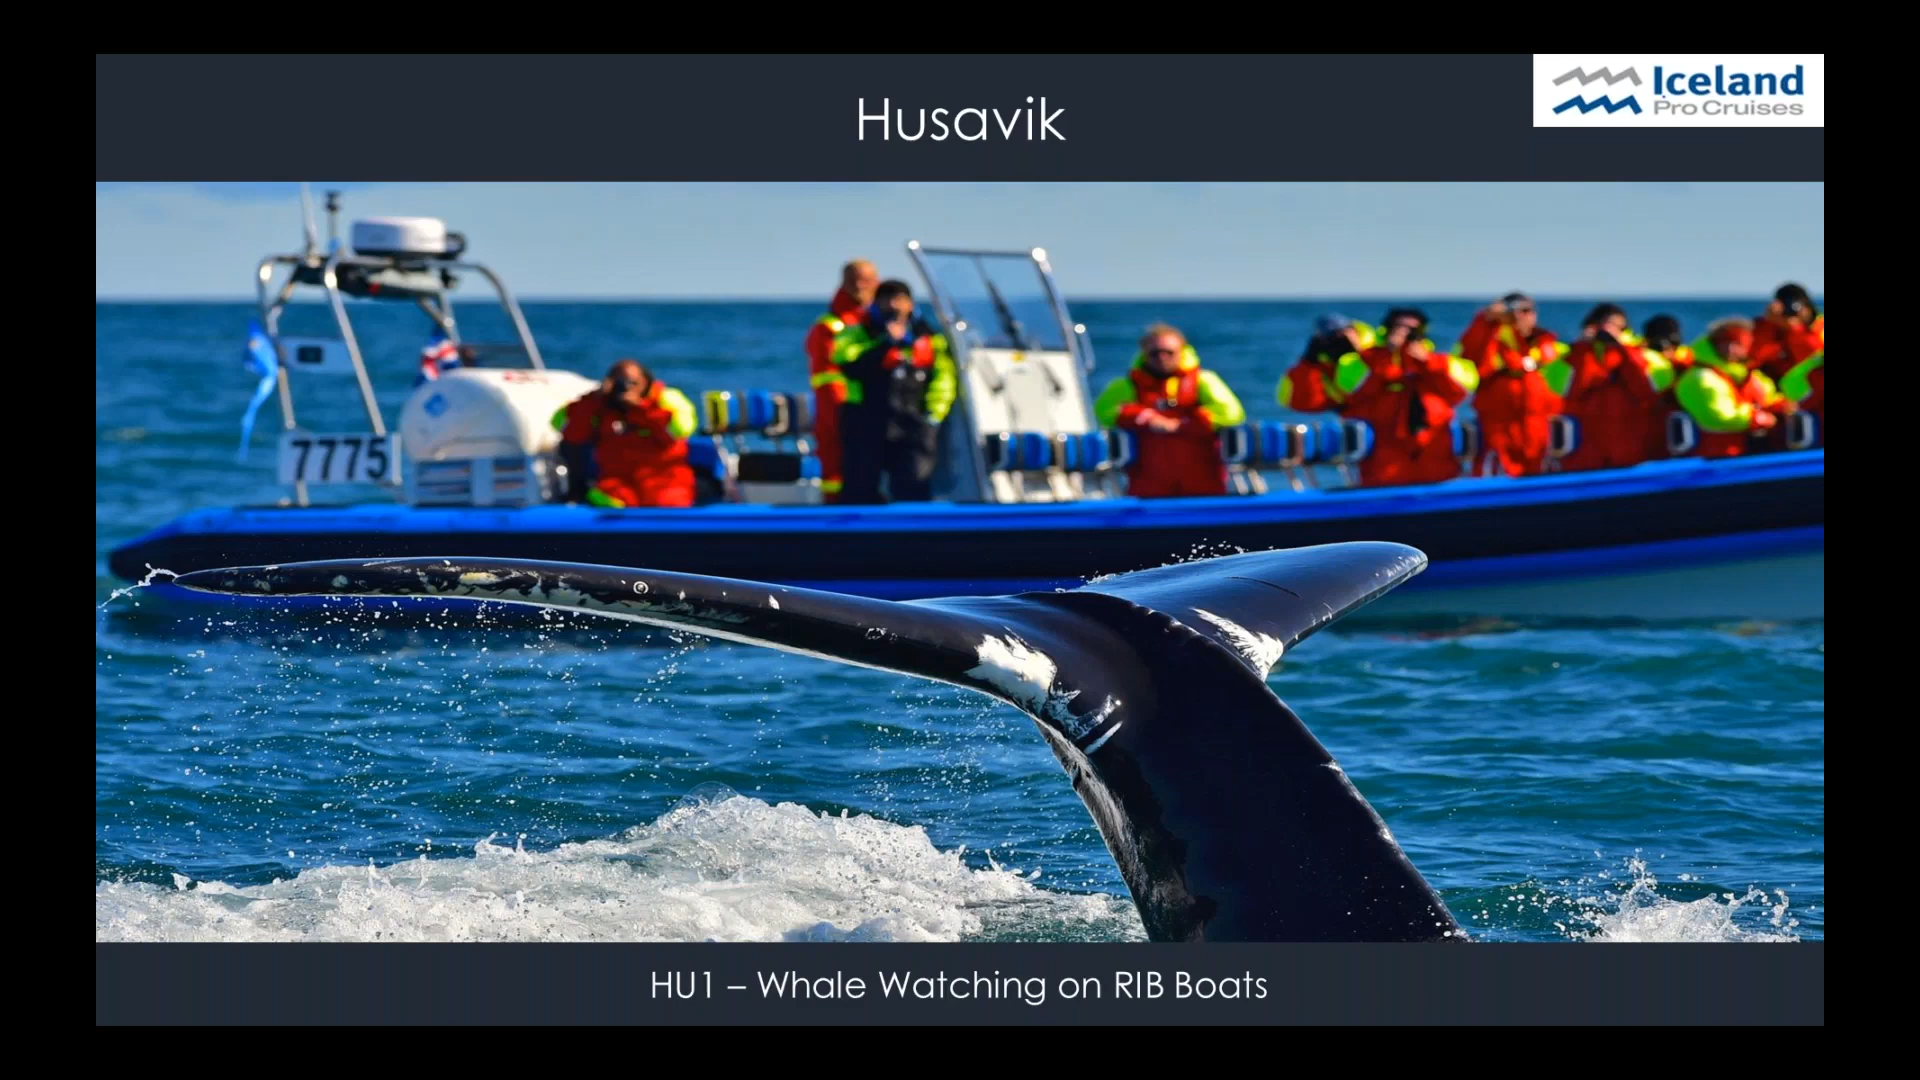 Husavik
Iceland
Pro Cruises
7775
HU1 – Whale Watching on RIB Boats